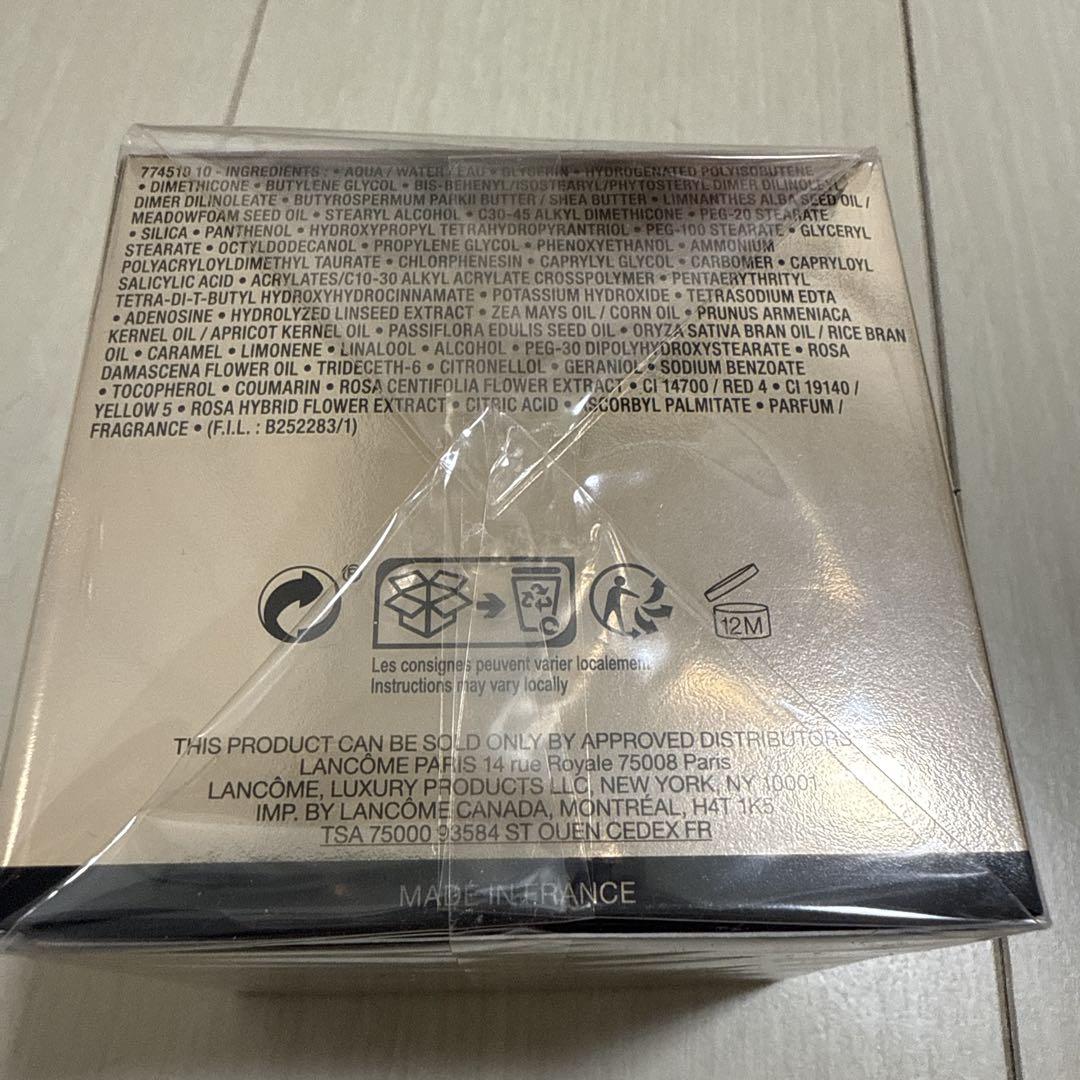 774510 10 - INGREDIENTS : • AQUA / WATER / EAU • GLYCERIN • HYDROGENATED POLYISOBUTENE
• DIMETHICONE • BUTYLENE GLYCOL • BIS-BEHENYL/ISOSTEARYL/PHYTOSTERYL DIMER DILINOLEYL
DIMER DILINOLEATE • BUTYROSPERMUM PARKII BUTTER / SHEA BUTTER • LIMNANTHES ALBA SEED OIL /
MEADOWFOAM SEED OIL • STEARYL ALCOHOL • C30-45 ALKYL DIMETHICONE • PEG-20 STEARATE
• SILICA • PANTHENOL • HYDROXYPROPYL TETRAHYDROPYRANTRIOL • PEG-100 STEARATE • GLYCERYL
STEARATE • OCTYLDODECANOL • PROPYLENE GLYCOL • PHENOXYETHANOL • AMMONIUM
POLYACRYLOYLDIMETHYL TAURATE • CHLORPHENESIN • CAPRYLYL GLYCOL • CARBOMER • CAPRYLOYL
SALICYLIC ACID • ACRYLATES/C10-30 ALKYL ACRYLATE CROSSPOLYMER • PENTAERYTHRITYL
TETRA-DI-T-BUTYL HYDROXYHYDROCINNAMATE • POTASSIUM HYDROXIDE • TETRASODIUM EDTA
• ADENOSINE • HYDROLYZED LINSEED EXTRACT • ZEA MAYS OIL / CORN OIL • PRUNUS ARMENIACA
KERNEL OIL / APRICOT KERNEL OIL • PASSIFLORA EDULIS SEED OIL • ORYZA SATIVA BRAN OIL / RICE BRAN
OIL • CARAMEL • LIMONENE • LINALOOL • ALCOHOL • PEG-30 DIPOLYHYDROXYSTEARATE • ROSA
DAMASCENA FLOWER OIL • TRIDECETH-6 • CITRONELLOL • GERANIOL • SODIUM BENZOATE
• TOCOPHEROL • COUMARIN • ROSA CENTIFOLIA FLOWER EXTRACT • CI 14700 / RED 4 • CI 19140 /
YELLOW 5 • ROSA HYBRID FLOWER EXTRACT • CITRIC ACID • ASCORBYL PALMITATE • PARFUM /
FRAGRANCE • (F.I.L. : B252283/1)
12M
Les consignes peuvent varier localement
Instructions may vary locally
THIS PRODUCT CAN BE SOLD ONLY BY APPROVED DISTRIBUTORS
LANCÔME PARIS 14 rue Royale 75008 Paris
LANCÔME, LUXURY PRODUCTS LLC, NEW YORK, NY 10001
IMP. BY LANCÔME CANADA, MONTRÉAL, H4T 1K5
TSA 75000 93584 ST OUEN CEDEX FR
MADE IN FRANCE